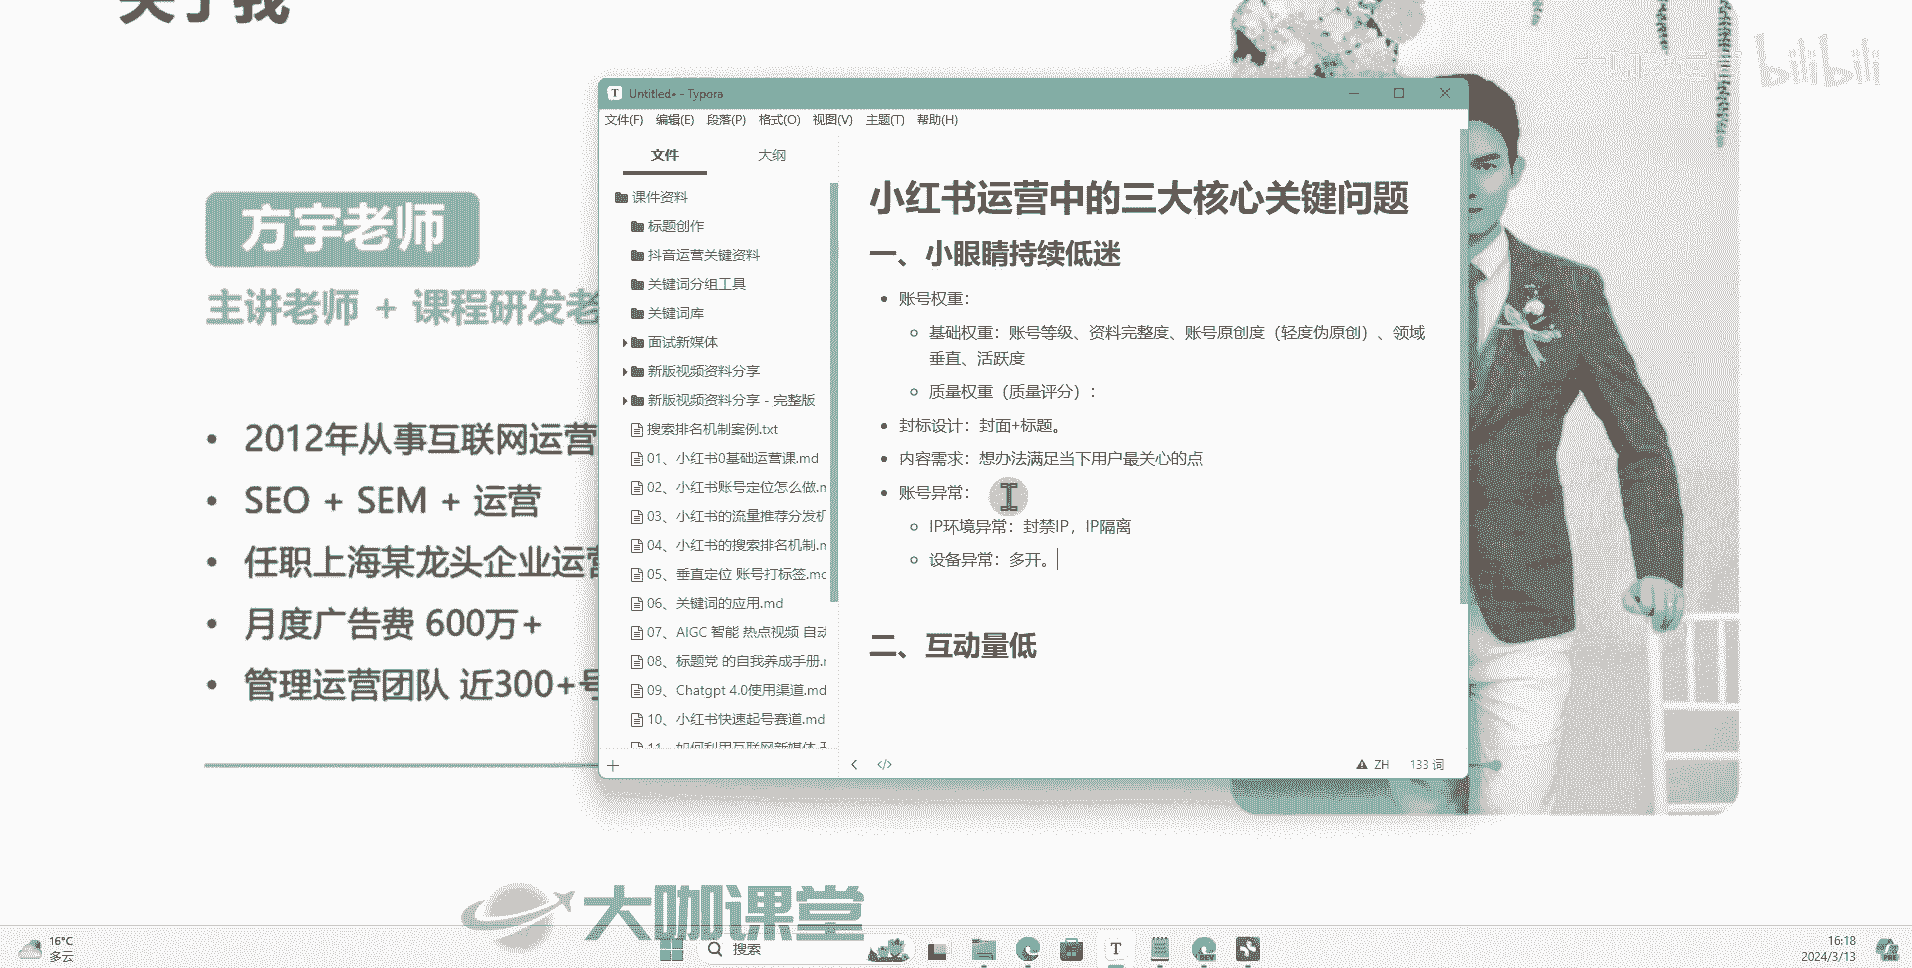 关于我
bilibili
方宇老师
主讲老师 + 课程研发老
2012年从事互联网运营
SEO + SEM + 运营
任职上海某龙头企业运营
月度广告费 600万+
管理运营团队 近300+号
Untitled• - Typora
文件(F) 编辑(E) 段落(P) 格式(O) 视图(V) 主题(T) 帮助(H)
文件 大纲
课件资料
标题创作
抖音运营关键资料
关键词分组工具
关键词库
面试新媒体
新版视频资料分享
新版视频资料分享 - 完整版
搜索排名机制案例.txt
01、小红书0基础运营课.md
02、小红书账号定位怎么做.m
03、小红书的流量推荐分发机
04、小红书的搜索排名机制.m
05、垂直定位 账号打标签.md
06、关键词的应用.md
07、AIGC 智能 热点视频 自动
08、标题党 的自我养成手册.m
09、Chatgpt 4.0使用渠道.md
10、小红书快速起号赛道.md
11、如何利用互联网新媒体
小红书运营中的三大核心关键问题
一、小眼睛持续低迷
账号权重：
基础权重：账号等级、资料完整度、账号原创度（轻度伪原创）、领域
垂直、活跃度
质量权重（质量评分）：
封标设计：封面+标题。
内容需求：想办法满足当下用户最关心的点
账号异常：
IP环境异常：封禁IP，IP隔离
设备异常：多开。
二、互动量低
ZH 133 词
大咖课堂
16°C
多云
搜索
16:18
2024/3/13